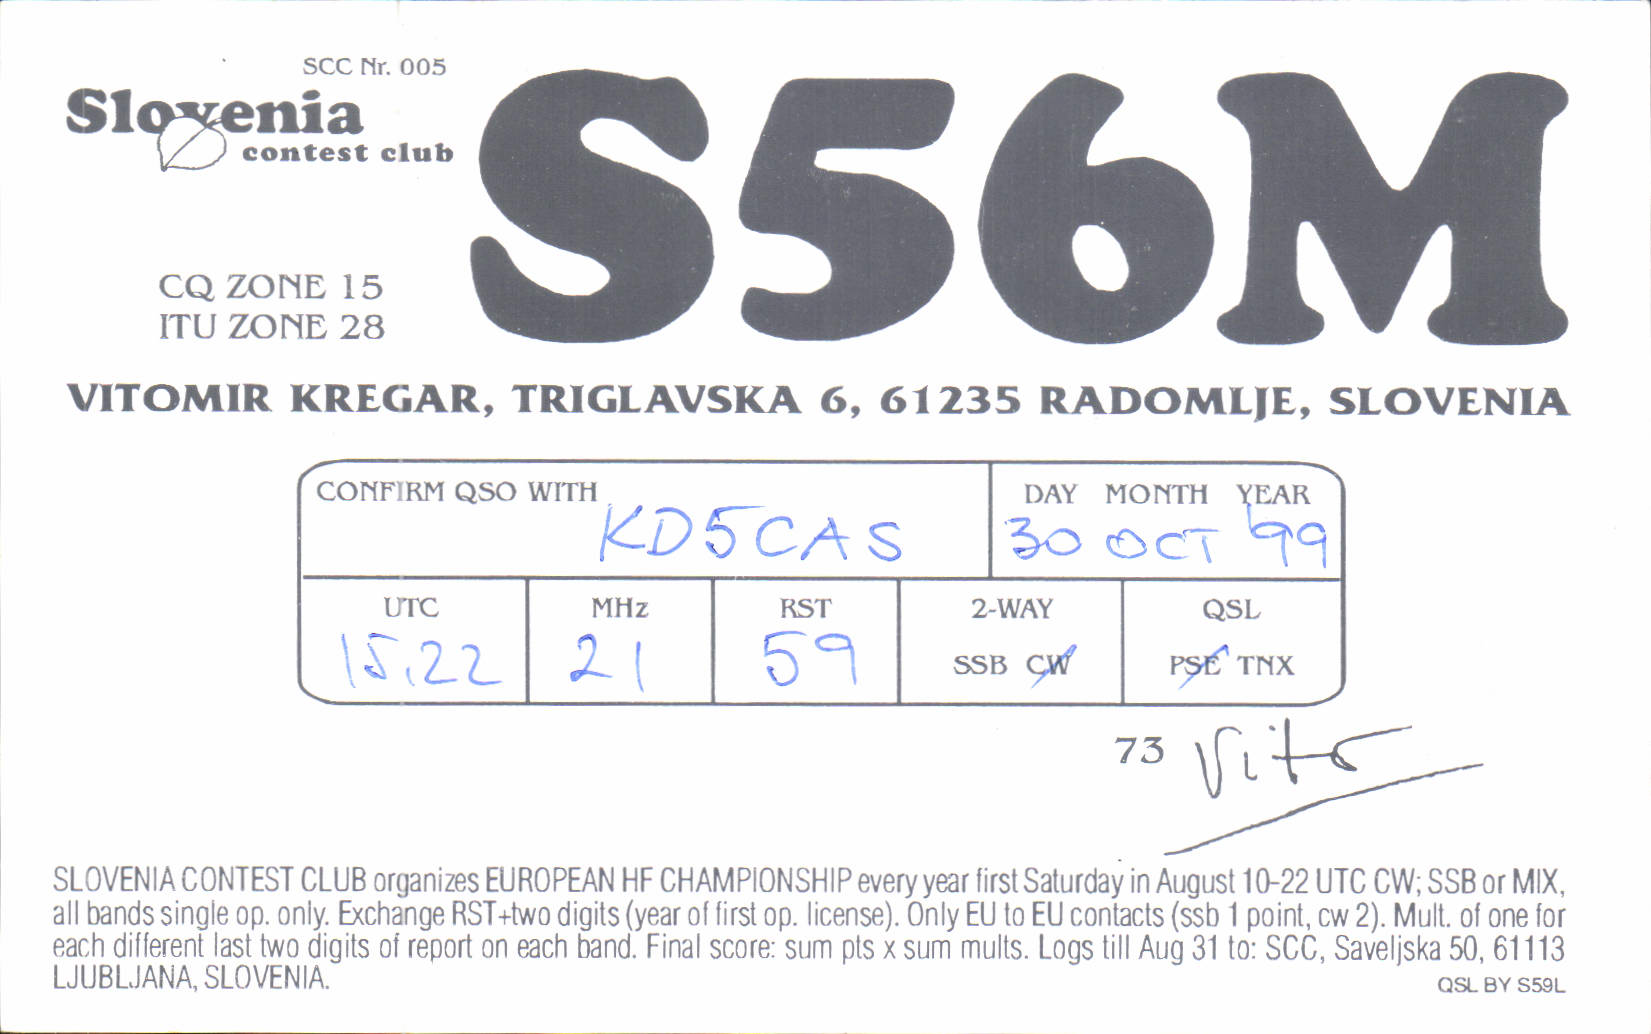 SCC Nr. 005
Slovenia
contest club
S56M
CQ ZONE 15
ITU ZONE 28
VITOMIR KREGAR, TRIGLAVSKA 6, 61235 RADOMLJE, SLOVENIA
CONFIRM QSO WITH KD5CAS
DAY MONTH YEAR
30 OCT '99
UTC MHz RST 2-WAY QSL
15.22 21 59 SSB CW PSE TNX
73 Vito
SLOVENIA CONTEST CLUB organizes EUROPEAN HF CHAMPIONSHIP every year first Saturday in August 10-22 UTC CW; SSB or MIX,
all bands single op. only. Exchange RST+two digits (year of first op. license). Only EU to EU contacts (ssb 1 point, cw 2). Mult. of one for
each different last two digits of report on each band. Final score: sum pts x sum mults. Logs till Aug 31 to: SCC, Saveljska 50, 61113
LJUBLJANA, SLOVENIA.
QSL BY S59L